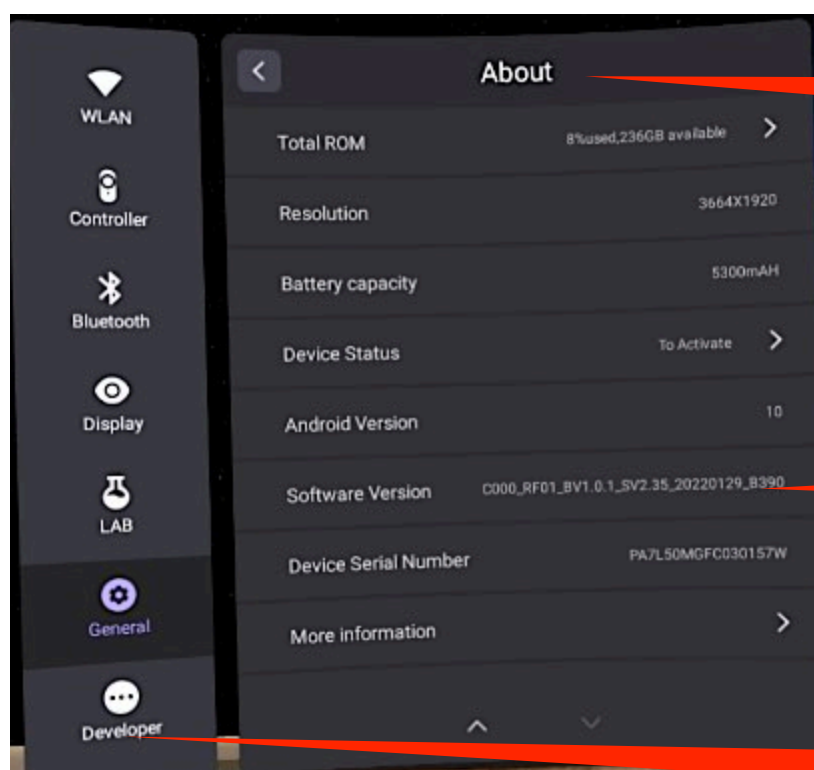 WLAN
Controller
Bluetooth
Display
LAB
General
Developer
About
Total ROM 8%used,236GB available
Resolution 3664X1920
Battery capacity 5300mAH
Device Status To Activate
Android Version 10
Software Version C000_RF01_BV1.0.1_SV2.35_20220129_B390
Device Serial Number PA7L50MGFC030157W
More information